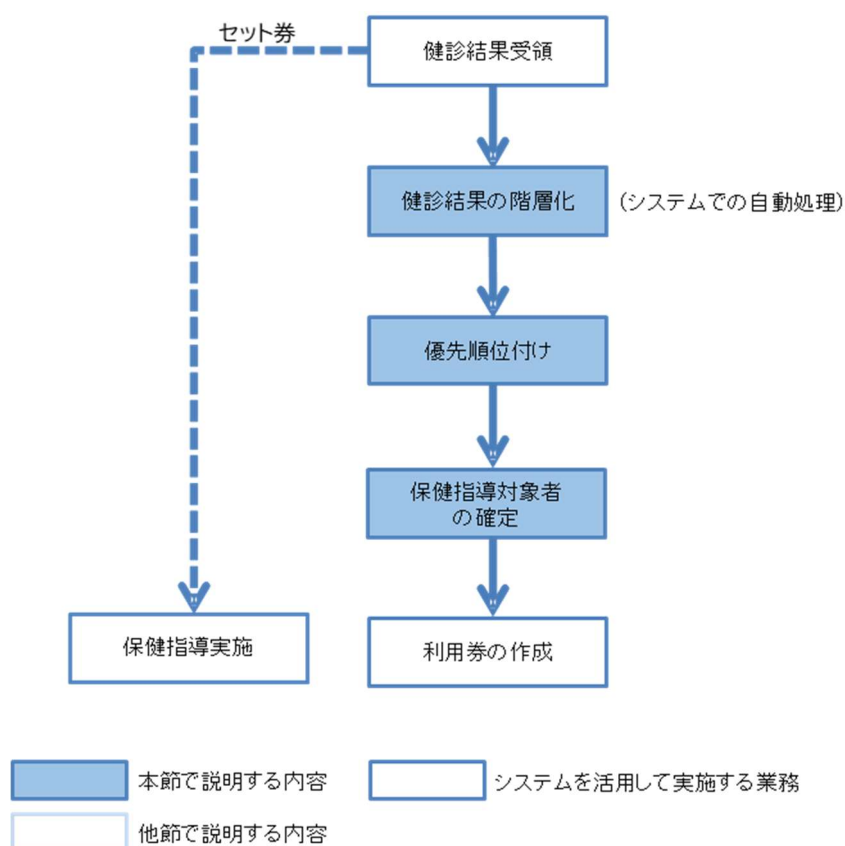 セット券
健診結果受領
健診結果の階層化
(システムでの自動処理)
優先順位付け
保健指導対象者
の確定
保健指導実施
利用券の作成
本節で説明する内容
システムを活用して実施する業務
他節で説明する内容